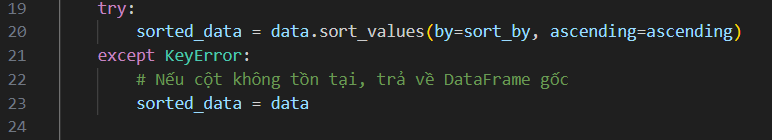 19 try:
20 sorted_data = data.sort_values(by=sort_by, ascending=ascending)
21 except KeyError:
22 # Nếu cột không tồn tại, trả về DataFrame gốc
23 sorted_data = data
24